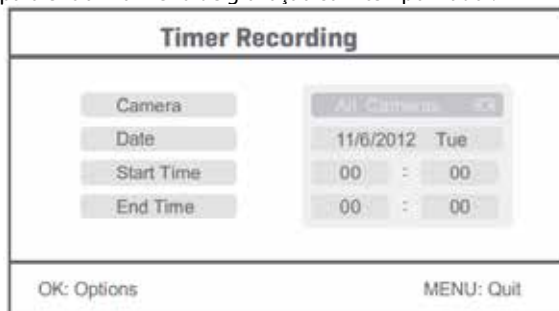 Timer Recording
Camera All Cameras
Date 11/6/2012 Tue
Start Time 00 : 00
End Time 00 : 00
OK: Options MENU: Quit